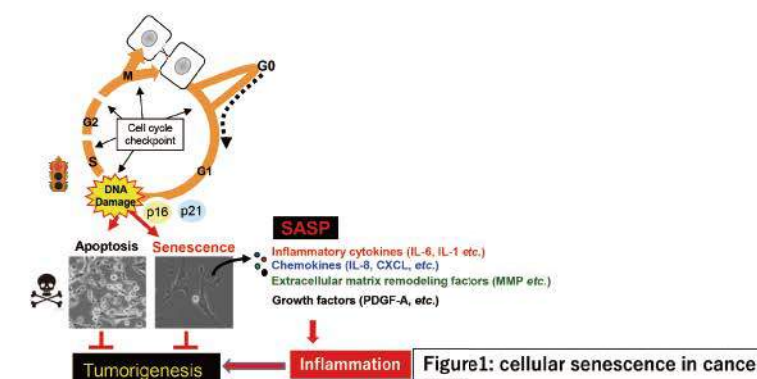 M
G0
G2
Cell cycle
checkpoint
S
G1
DNA
Damage
p16
p21
SASP
Apoptosis
Senescence
Inflammatory cytokines (IL-6, IL-1 etc.)
Chemokines (IL-8, CXCL, etc.)
Extracellular matrix remodeling factors (MMP etc.)
Growth factors (PDGF-A, etc.)
Tumorigenesis
Inflammation
Figure1: cellular senescence in cance